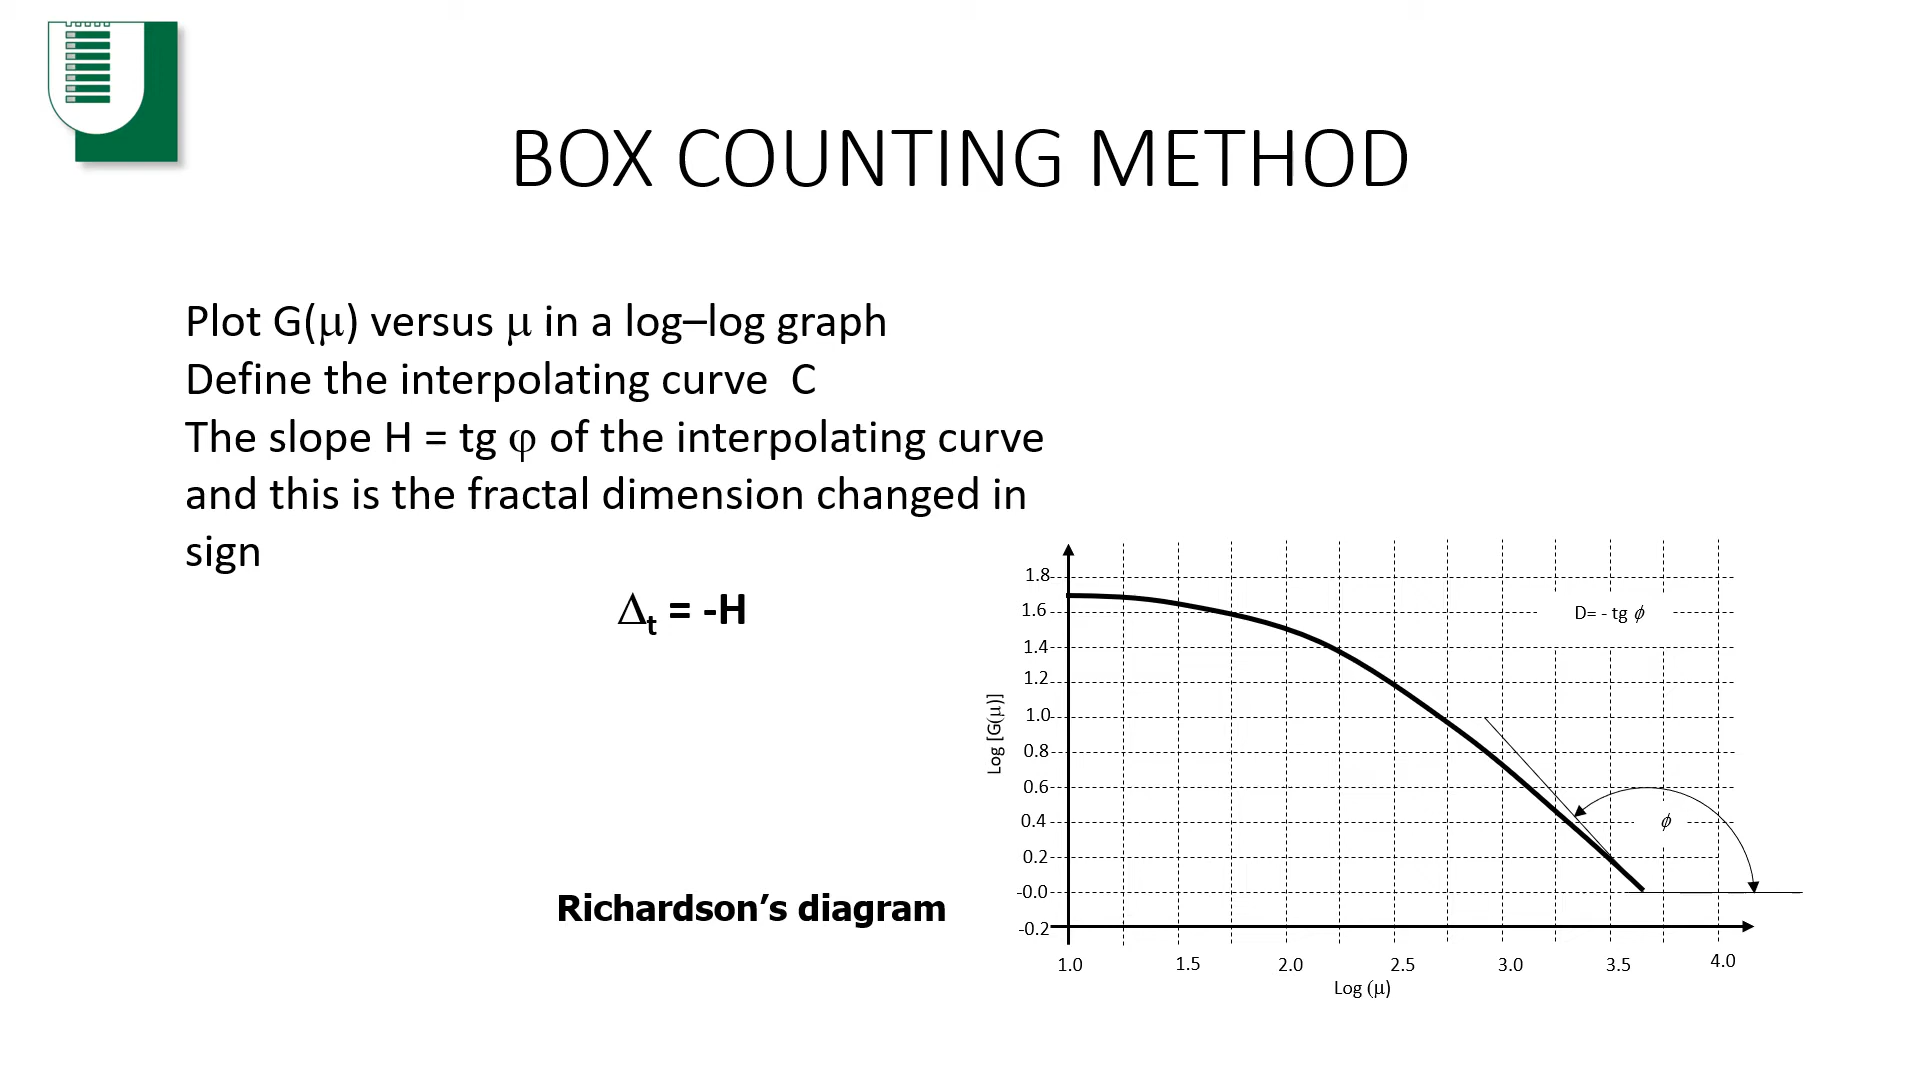 BOX COUNTING METHOD
Plot G(μ) versus μ in a log–log graph
Define the interpolating curve  C
The slope H = tg φ of the interpolating curve
and this is the fractal dimension changed in
sign
Δt = -H
Richardson’s diagram
1.8
1.6
1.4
1.2
1.0
0.8
0.6
0.4
0.2
-0.0
-0.2
Log [G(μ)]
D= - tg ϕ
ϕ
1.0 1.5 2.0 2.5 3.0 3.5 4.0
Log (μ)